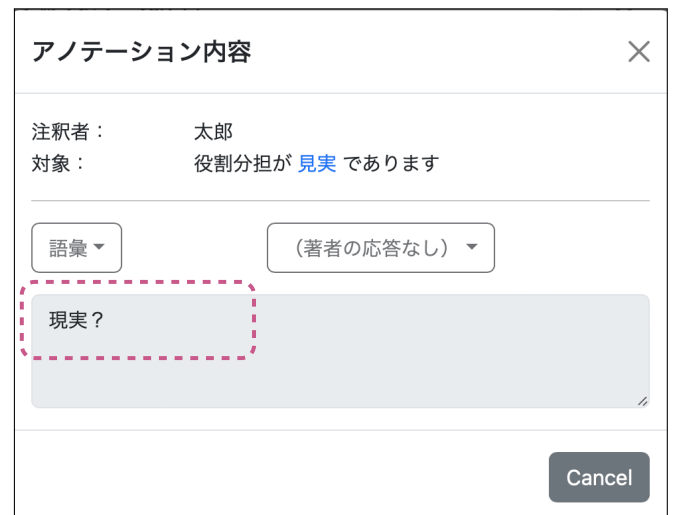 アノテーション内容
注釈者： 太郎
対象： 役割分担が 見実 であります
語彙 （著者の応答なし）
現実？
Cancel